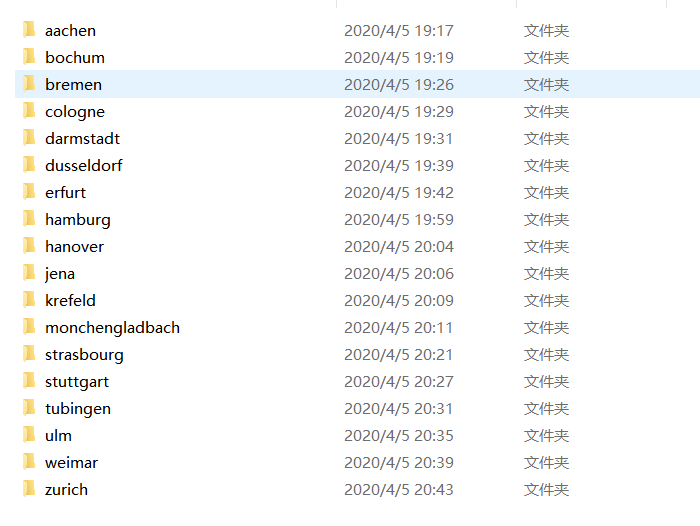 aachen 2020/4/5 19:17 文件夹
bochum 2020/4/5 19:19 文件夹
bremen 2020/4/5 19:26 文件夹
cologne 2020/4/5 19:29 文件夹
darmstadt 2020/4/5 19:31 文件夹
dusseldorf 2020/4/5 19:39 文件夹
erfurt 2020/4/5 19:42 文件夹
hamburg 2020/4/5 19:59 文件夹
hanover 2020/4/5 20:04 文件夹
jena 2020/4/5 20:06 文件夹
krefeld 2020/4/5 20:09 文件夹
monchengladbach 2020/4/5 20:11 文件夹
strasbourg 2020/4/5 20:21 文件夹
stuttgart 2020/4/5 20:27 文件夹
tubingen 2020/4/5 20:31 文件夹
ulm 2020/4/5 20:35 文件夹
weimar 2020/4/5 20:39 文件夹
zurich 2020/4/5 20:43 文件夹